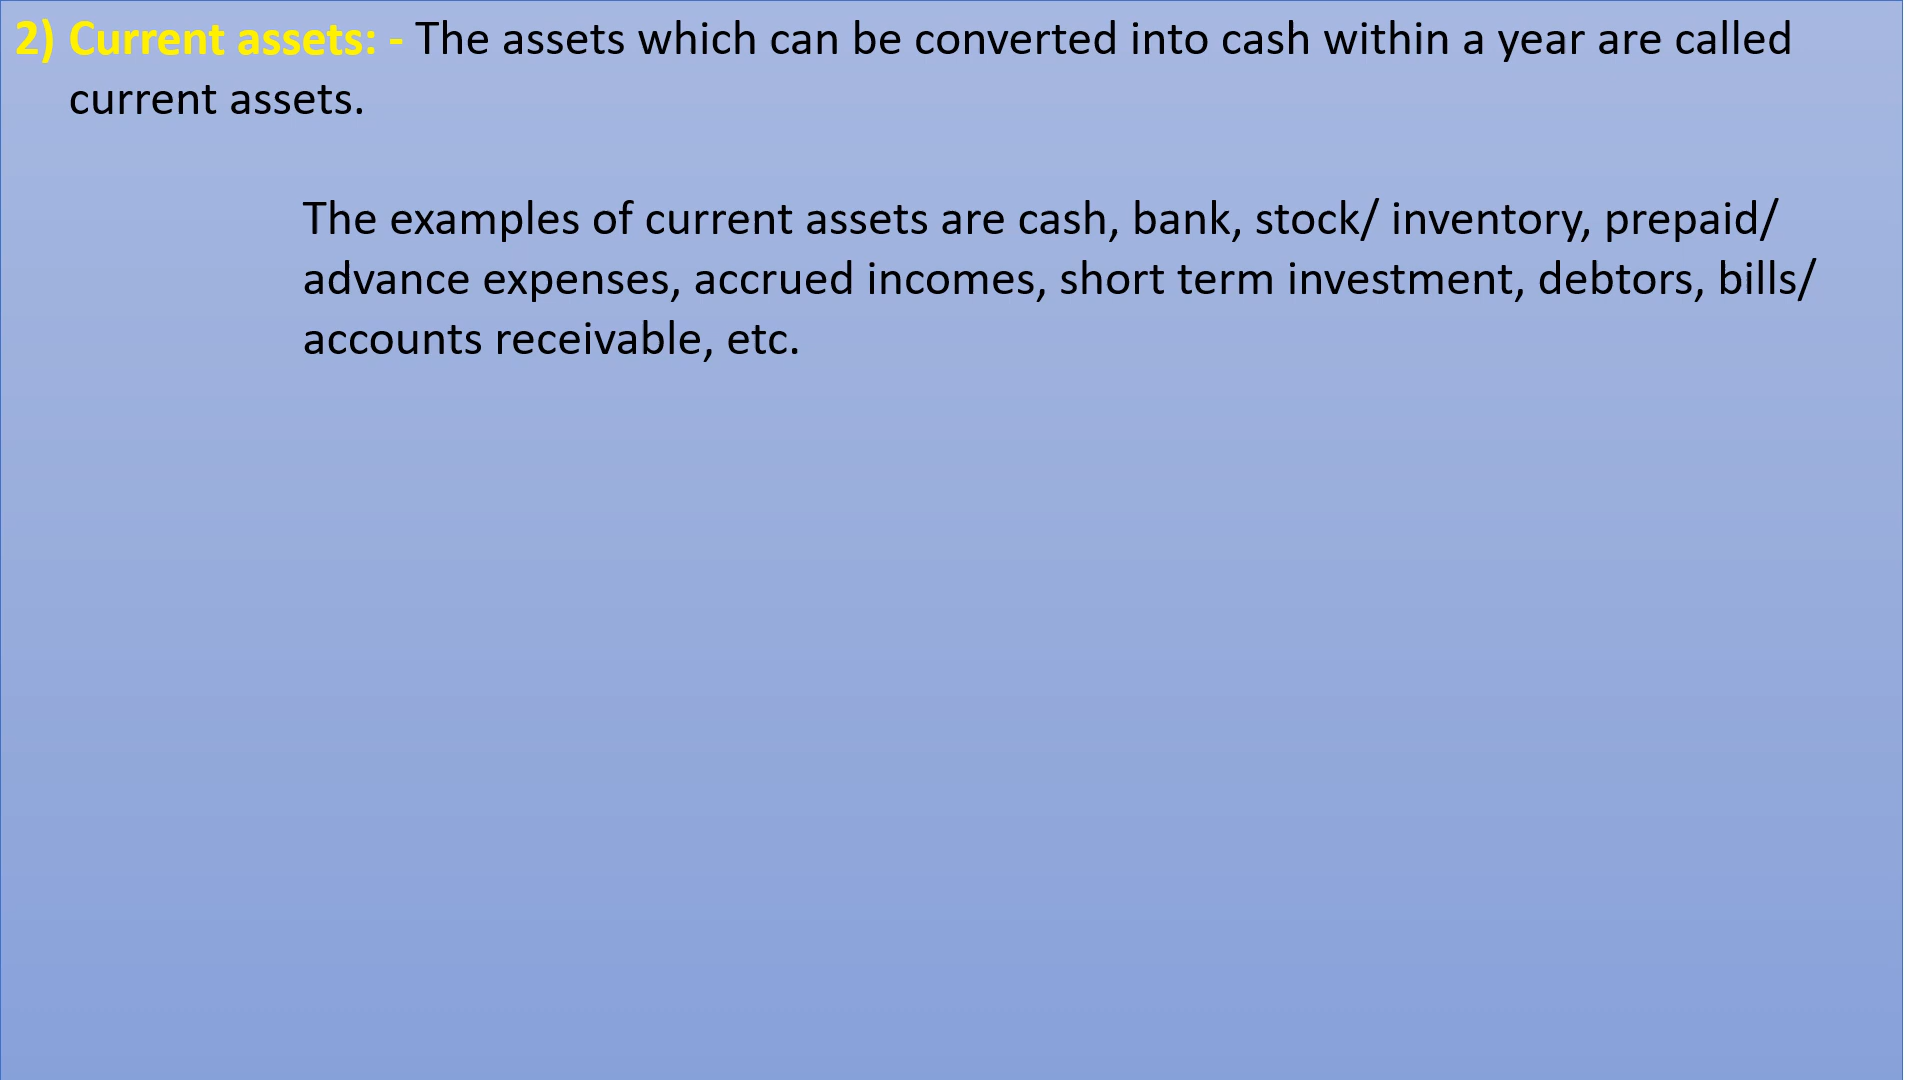 2) Current assets: - The assets which can be converted into cash within a year are called
current assets.
The examples of current assets are cash, bank, stock/ inventory, prepaid/
advance expenses, accrued incomes, short term investment, debtors, bills/
accounts receivable, etc.